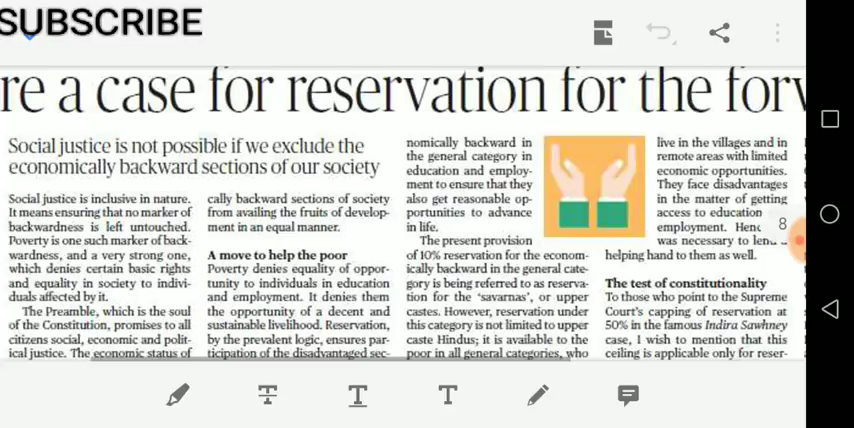 SUBSCRIBE
re a case for reservation for the forw
Social justice is not possible if we exclude the
economically backward sections of our society
Social justice is inclusive in nature.
It means ensuring that no marker of
backwardness is left untouched.
Poverty is one such marker of back-
wardness, and a very strong one,
which denies certain basic rights
and equality in society to indivi-
duals affected by it.
The Preamble, which is the soul
of the Constitution, promises to all
citizens social, economic and polit-
ical justice. The economic status of
cally backward sections of society
from availing the fruits of develop-
ment in an equal manner.
A move to help the poor
Poverty denies equality of oppor-
tunity to individuals in education
and employment. It denies them
the opportunity of a decent and
sustainable livelihood. Reservation,
by the prevalent logic, ensures par-
ticipation of the disadvantaged sec-
nomically backward in
the general category in
education and employ-
ment to ensure that they
also get reasonable op-
portunities to advance
in life.
The present provision
of 10% reservation for the econom-
ically backward in the general cate-
gory is being referred to as reserva-
tion for the 'savarnas', or upper
castes. However, reservation under
this category is not limited to upper
caste Hindus; it is available to the
poor in all general categories, who
live in the villages and in
remote areas with limited
economic opportunities.
They face disadvantages
in the matter of getting
access to education
employment. Henc
was necessary to lend
helping hand to them as well.
The test of constitutionality
To those who point to the Supreme
Court's capping of reservation at
50% in the famous Indira Sawhney
case, I wish to mention that this
ceiling is applicable only for reser-
8